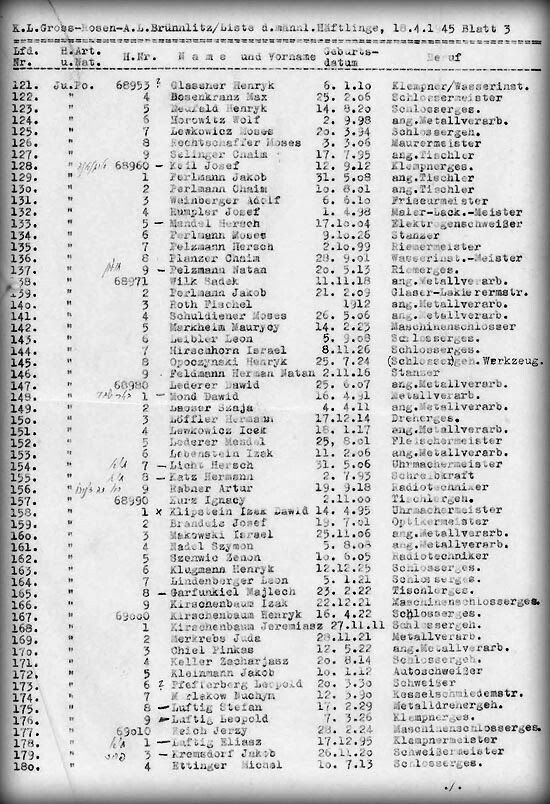 K.L.Gross-Rosen-A.L.Brünnlitz/Liste d.männl.Häftlinge, 18.4.1945 Blatt 3
Lfd. H.Art. H.Nr. Name und Vorname Geburts- Beruf
Nr. u.Nat. datum
121. Ju.Po. 68953 ? Glassner Henryk 6. 1.10 Klempner/Wasserinst.
122. " 4 Rosenkranz Max 25. 2.06 Schlossermeister
123. " 5 Neufeld Henryk 14. 8.20 Schlosserges.
124. " 6 Horowitz Wolf 2. 9.98 ang.Metallverarb.
125. " 7 Lewkowicz Moses 20. 3.94 Schlossergeh.
126. " 8 Rechtschaffer Moses 3. 3.06 Maurermeister
127. " 9 Selinger Chaim 17. 7.95 ang.Tischler
128. " 68960 - Keil Josef 12. 9.12 Klempnerges.
129. " 1 Perlmann Jakob 31. 5.08 ang.Tischler
130. " 2 Perlmann Chaim 10. 8.01 ang.Tischler
131. " 3 Weinberger Adolf 6. 6.10 Friseurmeister
132. " 4 Rumpler Josef 1. 4.98 Maler-Lack.-Meister
133. " 5 - Mandel Hersch 17.10.04 Elektrogenschweißer
134. " 6 Perlmann Moses 9.10.26 Stanzer
135. " 7 Pelzmann Hersch 2.10.99 Riemermeister
136. " 8 Planzer Chaim 28. 9.01 Wasserinst.-Meister
137. " 9 - Pelzmann Natan 20. 5.13 Riemerges.
138. " 68971 Wilk Sadek 11.11.18 ang.Metallverarb.
139. " 2 Perlmann Jakob 21. 2.09 Glaser-Lakierermstr.
140. " 3 Roth Fischel 1912 ang.Metallverarb.
141. " 4 Schuldiener Moses 26. 5.06 ang.Metallverarb.
142. " 5 Markheim Maurycy 14. 2.23 Maschinenschlosser
143. " 6 Leibler Leon 5. 9.08 Schlosserges.
144. " 7 Hirschhorn Israel 8.11.26 Schlosserges.
145. " 8 Opoczynski Henryk 25. 7.24 (Schlossergeh. Werkzeug.
146. " 9 Feldmann Herman Natan 2.11.16 Stanzer
147. " 68980 Lederer Dawid 25. 6.07 ang.Metallverarb.
148. " 1 - Mond Dawid 16. 4.91 Metallverarb.
149. " 2 Lasser Szaja 4. 4.11 ang.Metallverarb.
150. " 3 Löffler Hermann 17.12.14 Dreherges.
151. " 4 Lewkowicz Icek 18. 1.17 ang.Metallverarb.
152. " 5 Lederer Mendel 25, 8.01 Fleischermeister
153. " 6 Lebenstein Izak 11. 2.06 ang.Metallverarb.
154. " 7 - Licht Hersch 31. 5.06 Uhrmachermeister
155. " 8 - Katz Hermann 2. 7.93 Schreibkraft
156. " 9 Rabner Artur 19. 9.18 Radiotechniker
157. " 68990 Kurz Ignacy 2.11.00 Tischlergeh.
158. " 1 x Klipstein Izak Dawid 14. 4.95 Uhrmachermeister
159. " 2 Brandeis Josef 19. 7.01 Optikermeister
160. " 3 Makowski Israel 25.11.06 ang.Metallverarb.
161. " 4 Nadel Szymon 5. 8.08 ang.Metallverarb.
162. " 5 Szenwic Zenon 10. 6.05 Radiotechniker
163. " 6 Klugmann Henryk 12.12.25 Schlosserges.
164. " 7 Lindenberger Leon 5. 1.21 Schlosserges.
165. " 8 - Garfunkiel Majlech 23. 2.22 Tischlerges.
166. " 9 Kirschenbaum Izak 22.12.21 Maschinenschlosserges.
167. " 69000 Kirschenbaum Henryk 16. 4.22 Schlosserges.
168. " 1 Kirschenbaum Jeremiasz 27.11.11 Schlossergeh.
169. " 2 Merkrebs Juda 28.11.21 Metallverarb.
170. " 3 Chiel Pinkas 12. 5.22 ang.Metallverarb.
171. " 4 Keller Zacharjasz 20. 8.14 Schlossergeh.
172. " 5 Kleinmann Jakob 10. 1.12 Autoschweißer
173. " 6 ? Pfefferberg Leopold 20. 3.30 Schweißer
174. " 7 Mirlakow Muchyn 12. 3.90 Kesselschmiedemstr.
175. " 8 - Luftig Stefan 17. 2.29 Metalldrehergeh.
176. " 9 - Luftig Leopold 7. 3.26 Klempnerges.
177. " 69010 Reich Jerzy 28. 2.24 Maschinenschlosserges.
178. " 1 - Luftig Eliasz 17.12.95 Klempnermeister
179. " 3 - Kremsdorf Jakob 26.11.20 Schweißermeister
180. " 4 Ettinger Michel 10. 7.13 Schlosserges.
./.